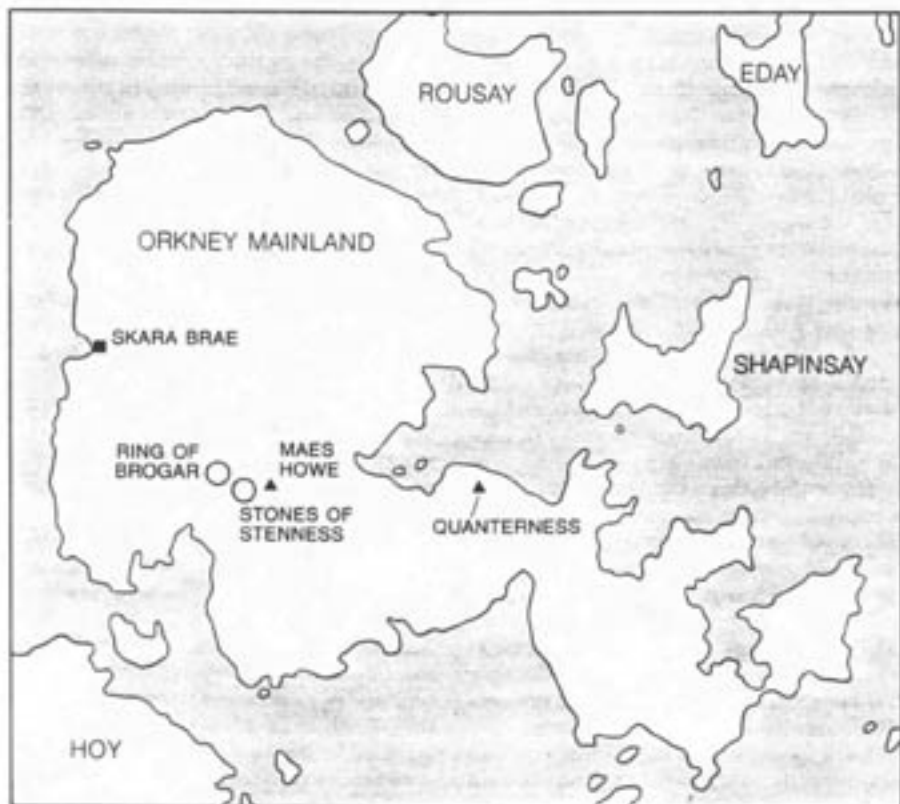 ROUSAY
EDAY
ORKNEY MAINLAND
SKARA BRAE
SHAPINSAY
RING OF
BROGAR
MAES
HOWE
STONES OF
STENNESS
QUANTERNESS
HOY